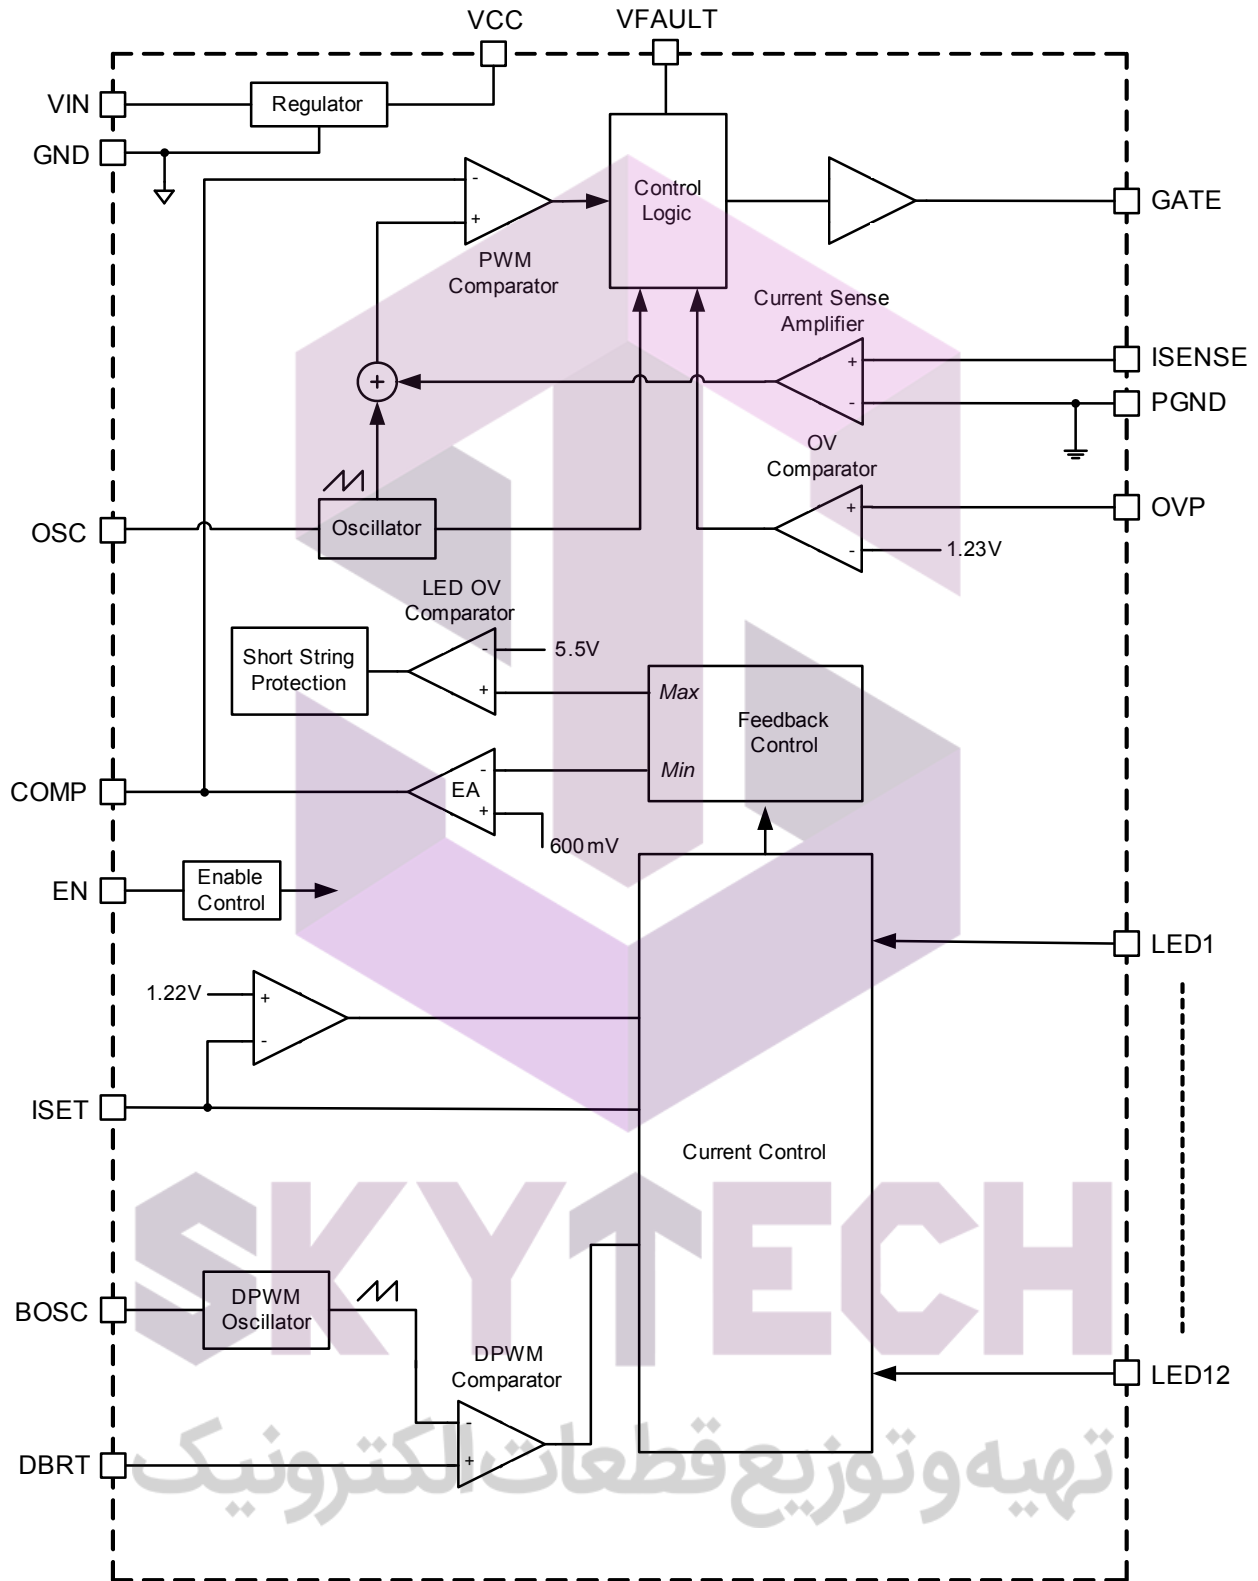 VCC
VFAULT
VIN
Regulator
GND
Control
Logic
GATE
-
+
PWM
Comparator
Current Sense
Amplifier
+
-
ISENSE
PGND
+
OV
Comparator
OSC
Oscillator
+
-
OVP
1.23V
LED OV
Comparator
Short String
Protection
-
+
5.5V
Max
Feedback
Control
Min
COMP
EA
-
+
600mV
EN
Enable
Control
LED1
1.22V
+
-
ISET
Current Control
SKYTECH
BOSC
DPWM
Oscillator
DPWM
Comparator
LED12
-
+
DBRT
تهیه و توزیع قطعات الکترونیک